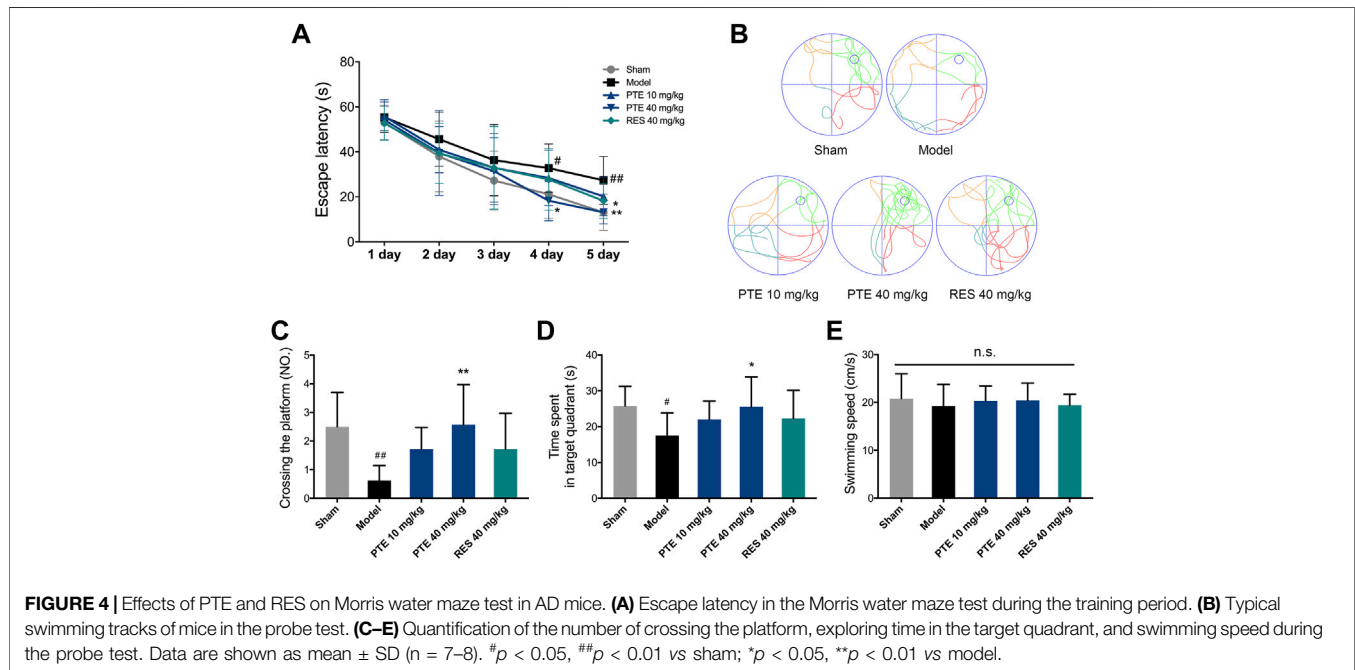 A
Escape latency (s)
80
60
40
20
0
1 day 2 day 3 day 4 day 5 day
Sham
Model
PTE 10 mg/kg
PTE 40 mg/kg
RES 40 mg/kg
#
##
*
*
**
B
Sham Model
PTE 10 mg/kg PTE 40 mg/kg RES 40 mg/kg
C
Crossing the platform (NO.)
5
4
3
2
1
0
##
**
Sham
Model
PTE 10 mg/kg
PTE 40 mg/kg
RES 40 mg/kg
D
Time spent
in target quadrant (s)
40
30
20
10
0
#
*
Sham
Model
PTE 10 mg/kg
PTE 40 mg/kg
RES 40 mg/kg
E
Swimming speed (cm/s)
30
20
10
0
n.s.
Sham
Model
PTE 10 mg/kg
PTE 40 mg/kg
RES 40 mg/kg
FIGURE 4 | Effects of PTE and RES on Morris water maze test in AD mice. (A) Escape latency in the Morris water maze test during the training period. (B) Typical
swimming tracks of mice in the probe test. (C–E) Quantification of the number of crossing the platform, exploring time in the target quadrant, and swimming speed during
the probe test. Data are shown as mean ± SD (n = 7–8). #p < 0.05, ##p < 0.01 vs sham; *p < 0.05, **p < 0.01 vs model.